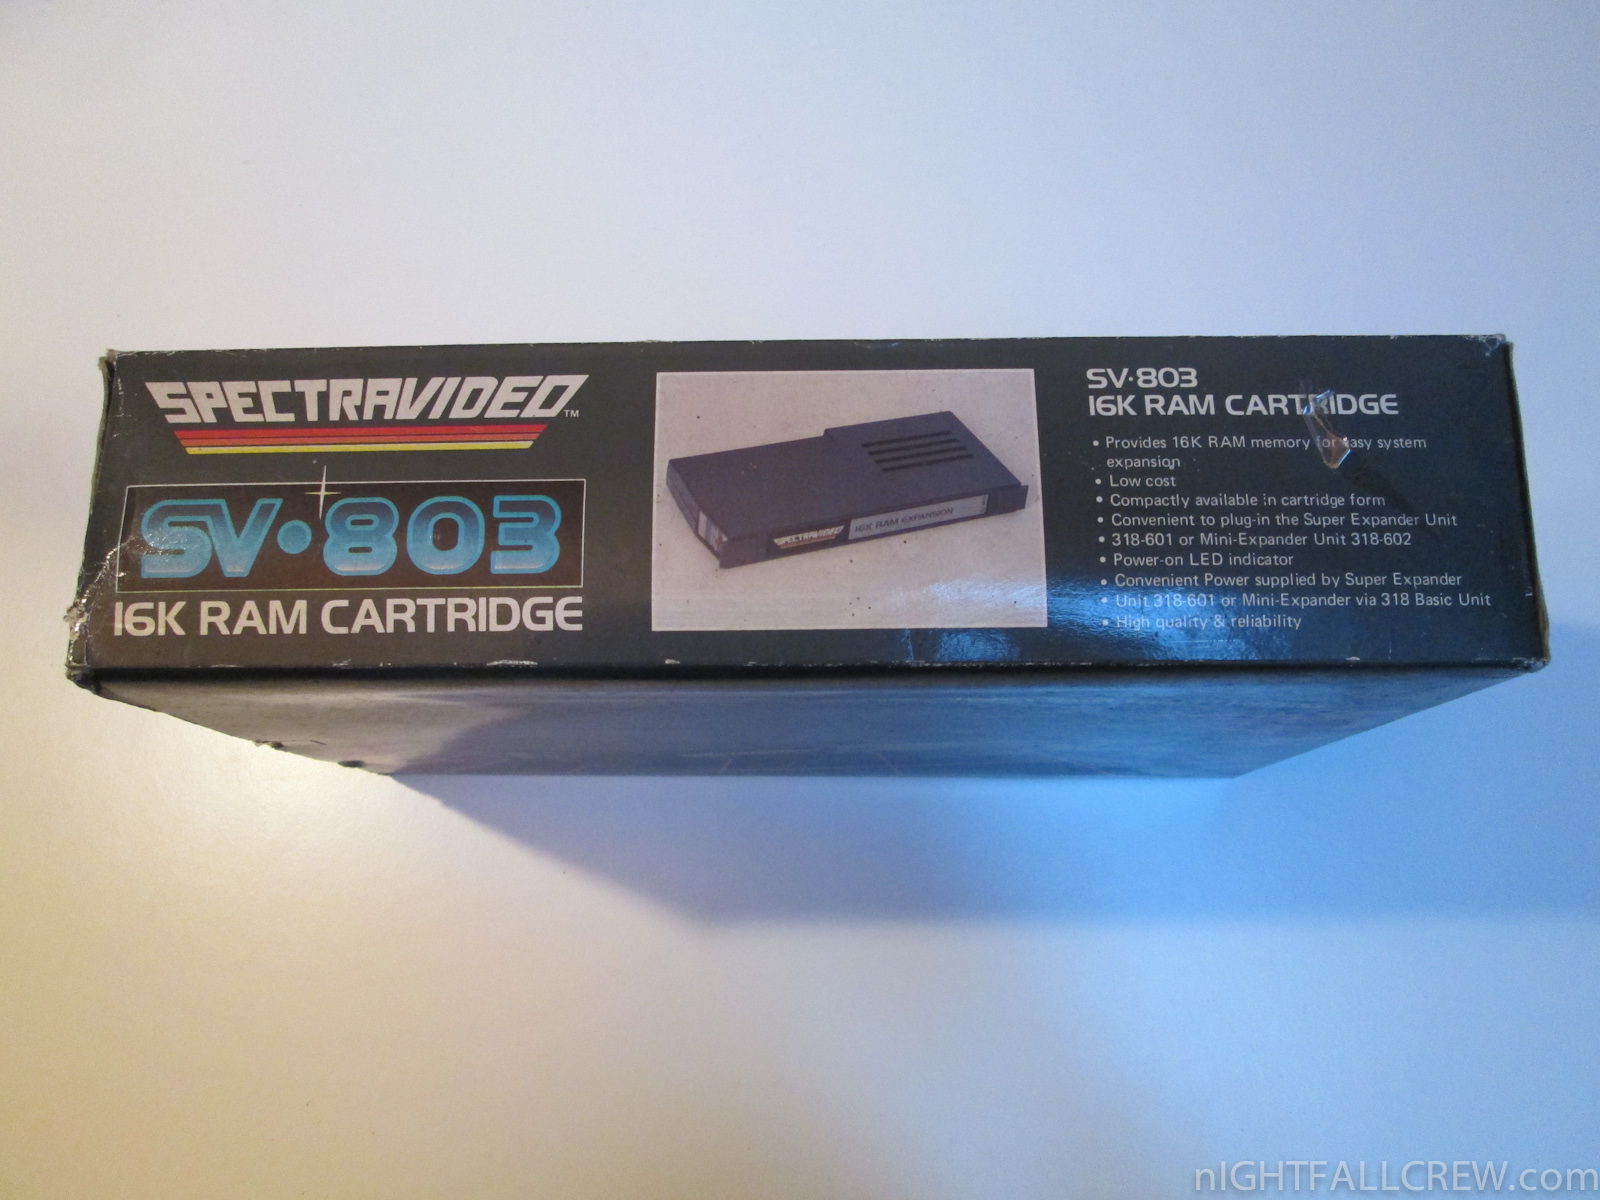 SPECTRAVIDEO™
SV·803
16K RAM CARTRIDGE
SPECTRAVIDEO
16K RAM EXPANSION
SV·803
16K RAM CARTRIDGE
• Provides 16K RAM memory for easy system
expansion
• Low cost
• Compactly available in cartridge form
• Convenient to plug-in the Super Expander Unit
• 318-601 or Mini-Expander Unit 318-602
• Power-on LED indicator
• Convenient Power supplied by Super Expander
• Unit 318-601 or Mini-Expander via 318 Basic Unit
• High quality & reliability
nIGHTFALLCREW.com